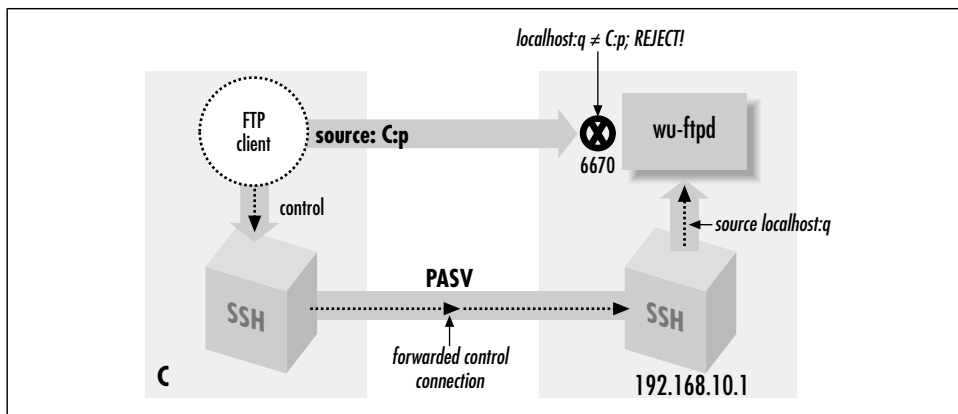 localhost:q ≠ C:p; REJECT!
FTP
client
source: C:p
6670
wu-ftpd
control
source localhost:q
PASV
SSH
SSH
forwarded control
connection
C
192.168.10.1